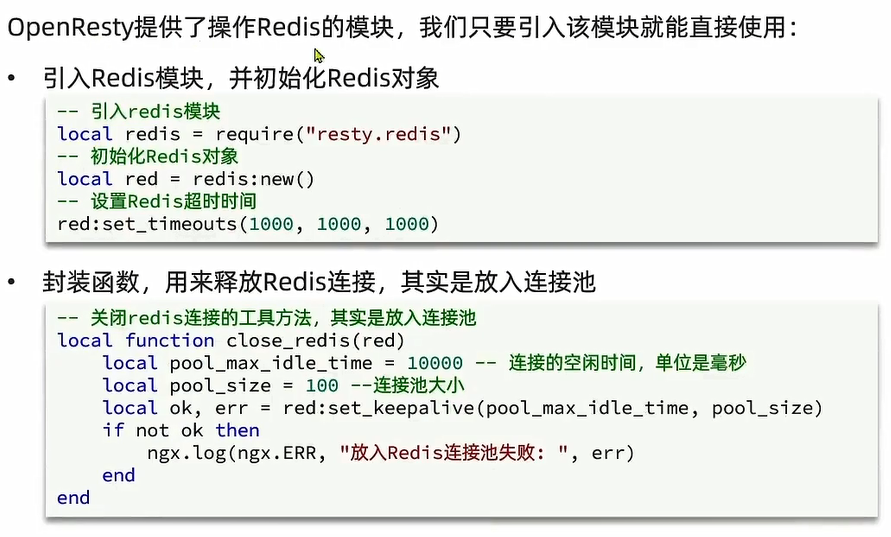 OpenResty提供了操作Redis的模块，我们只要引入该模块就能直接使用：
• 引入Redis模块，并初始化Redis对象
-- 引入redis模块
local redis = require("resty.redis")
-- 初始化Redis对象
local red = redis:new()
-- 设置Redis超时时间
red:set_timeouts(1000, 1000, 1000)
• 封装函数，用来释放Redis连接，其实是放入连接池
-- 关闭redis连接的工具方法，其实是放入连接池
local function close_redis(red)
    local pool_max_idle_time = 10000 -- 连接的空闲时间，单位是毫秒
    local pool_size = 100 --连接池大小
    local ok, err = red:set_keepalive(pool_max_idle_time, pool_size)
    if not ok then
        ngx.log(ngx.ERR, "放入Redis连接池失败: ", err)
    end
end